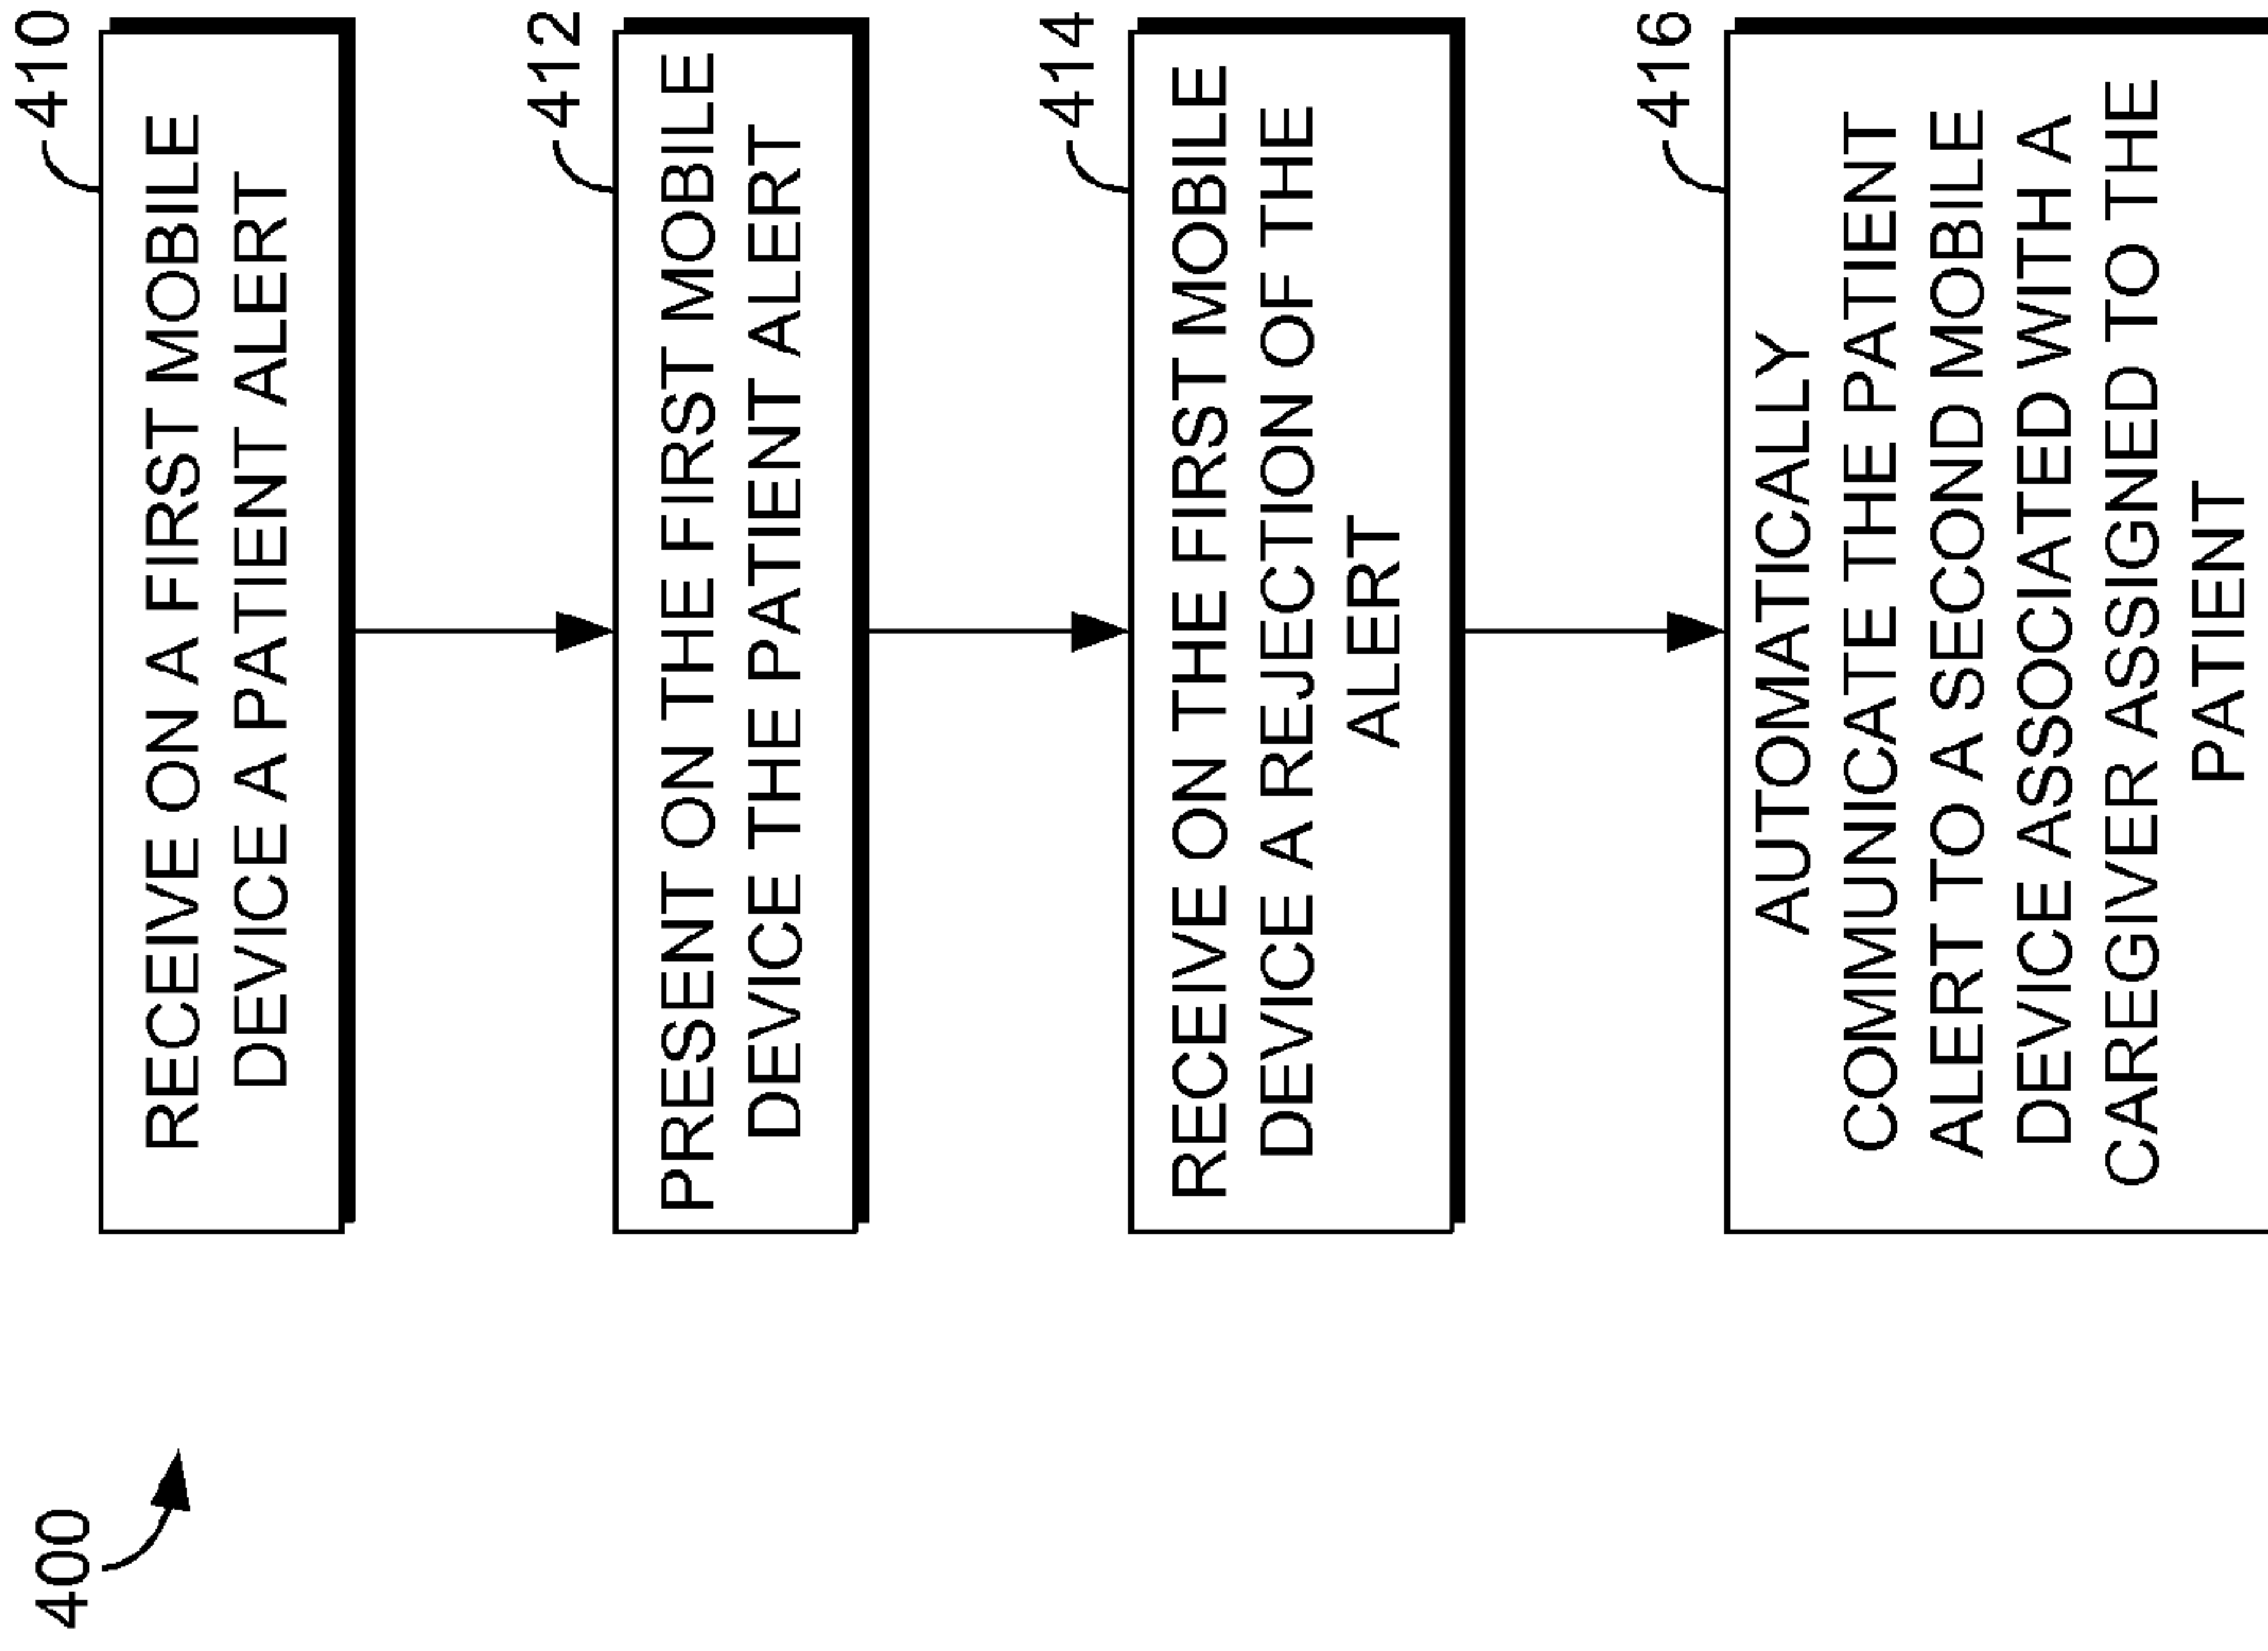 400
410
RECEIVE ON A FIRST MOBILE
DEVICE A PATIENT ALERT
412
PRESENT ON THE FIRST MOBILE
DEVICE THE PATIENT ALERT
414
RECEIVE ON THE FIRST MOBILE
DEVICE A REJECTION OF THE
ALERT
416
AUTOMATICALLY
COMMUNICATE THE PATIENT
ALERT TO A SECOND MOBILE
DEVICE ASSOCIATED WITH A
CAREGIVER ASSIGNED TO THE
PATIENT